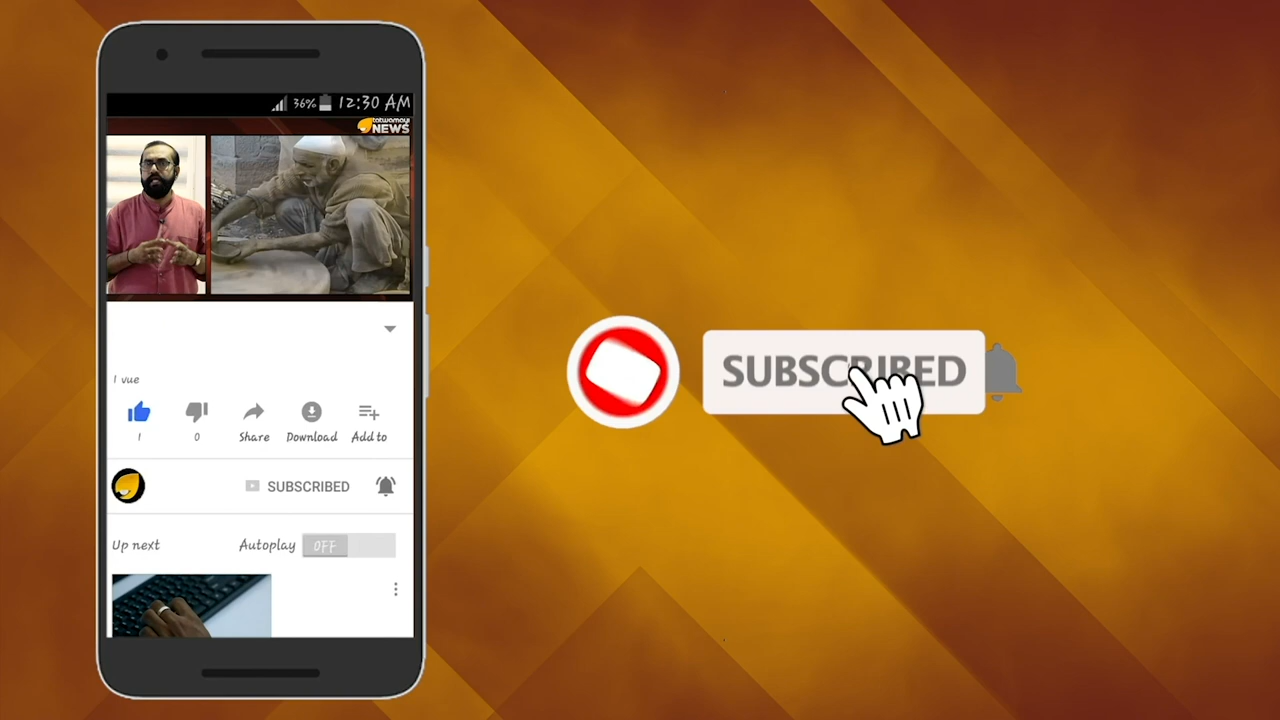 36% 12:30 AM
tatwamayi
NEWS
1 vue
1
0
Share
Download
Add to
SUBSCRIBED
Up next
Autoplay
OFF
SUBSCRIBED